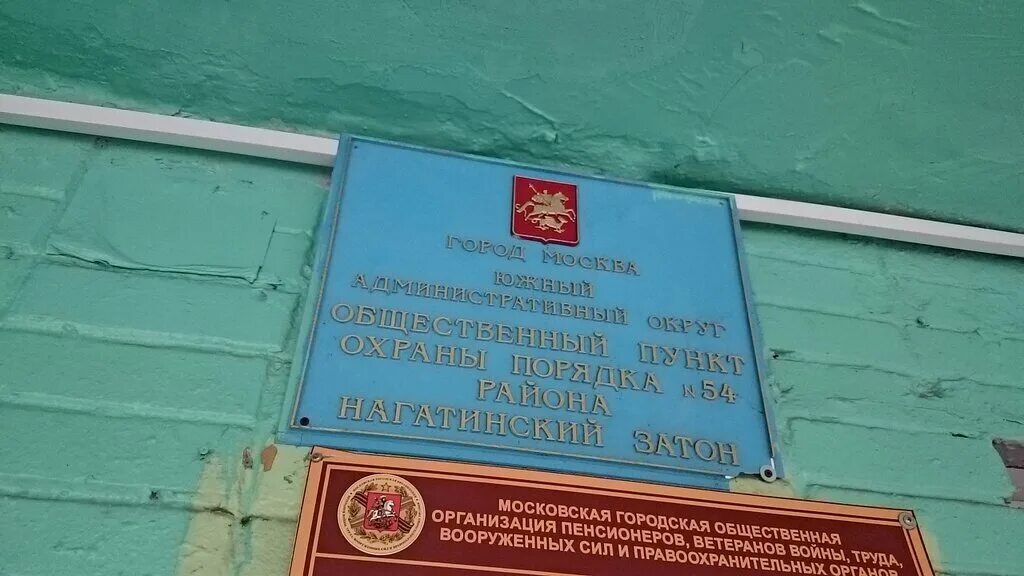 ГОРОД МОСКВА
ЮЖНЫЙ
АДМИНИСТРАТИВНЫЙ ОКРУГ
ОБЩЕСТВЕННЫЙ ПУНКТ
ОХРАНЫ ПОРЯДКА №54
РАЙОНА
НАГАТИНСКИЙ ЗАТОН
МОСКОВСКАЯ ГОРОДСКАЯ ОБЩЕСТВЕННАЯ
ОРГАНИЗАЦИЯ ПЕНСИОНЕРОВ, ВЕТЕРАНОВ ВОЙНЫ, ТРУДА,
ВООРУЖЕННЫХ СИЛ И ПРАВООХРАНИТЕЛЬНЫХ ОРГАНОВ